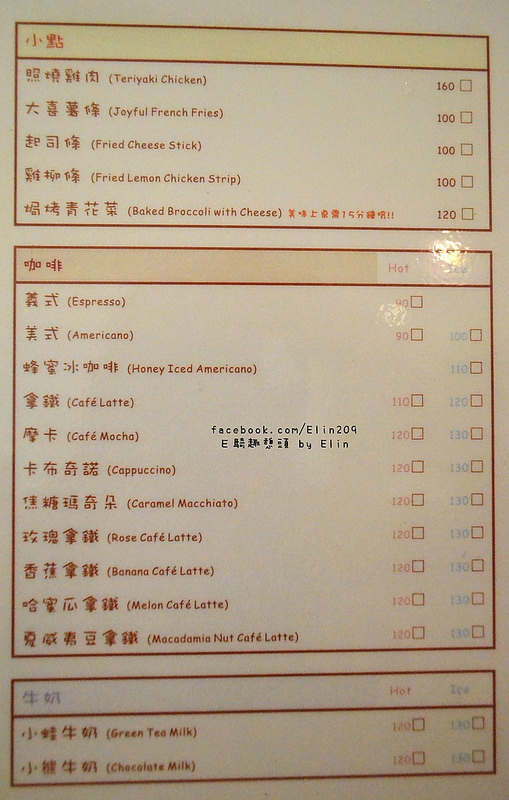 小點
照燒雞肉 (Teriyaki Chicken) 160
大喜薯條 (Joyful French Fries) 100
起司條 (Fried Cheese Stick) 100
雞柳條 (Fried Lemon Chicken Strip) 100
焗烤青花菜 (Baked Broccoli with Cheese) 美味上桌需15分鐘唷!! 120
咖啡 Hot Ice
義式 (Espresso) 90
美式 (Americano) 90 100
蜂蜜冰咖啡 (Honey Iced Americano) 110
拿鐵 (Café Latte) 110 120
摩卡 (Café Mocha) 120 130
facebook.com/Elin209
E騎趣想頭 by Elin
卡布奇諾 (Cappuccino) 120 130
焦糖瑪奇朵 (Caramel Macchiato) 120 130
玫瑰拿鐵 (Rose Café Latte) 120 130
香蕉拿鐵 (Banana Café Latte) 120 130
哈蜜瓜拿鐵 (Melon Café Latte) 120 130
夏威夷豆拿鐵 (Macadamia Nut Café Latte) 120 130
牛奶 Hot Ice
小蛙牛奶 (Green Tea Milk) 120 130
小熊牛奶 (Chocolate Milk) 120 130